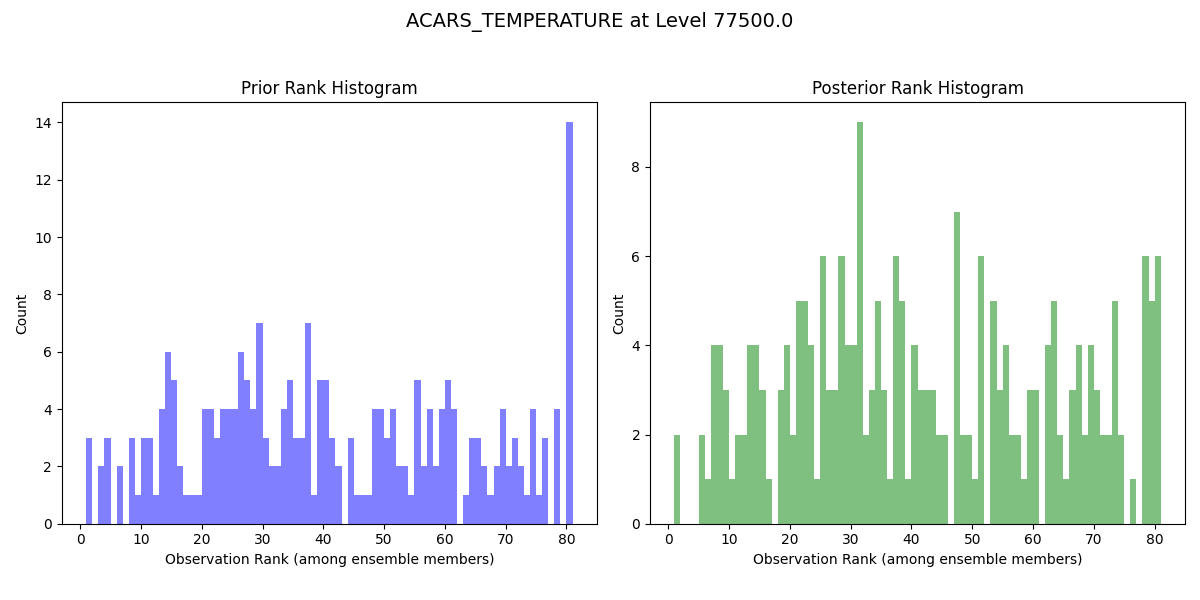 ACARS_TEMPERATURE at Level 77500.0
Prior Rank Histogram
Count
14
12
10
8
6
4
2
0
0 10 20 30 40 50 60 70 80
Observation Rank (among ensemble members)
Posterior Rank Histogram
Count
8
6
4
2
0
0 10 20 30 40 50 60 70 80
Observation Rank (among ensemble members)